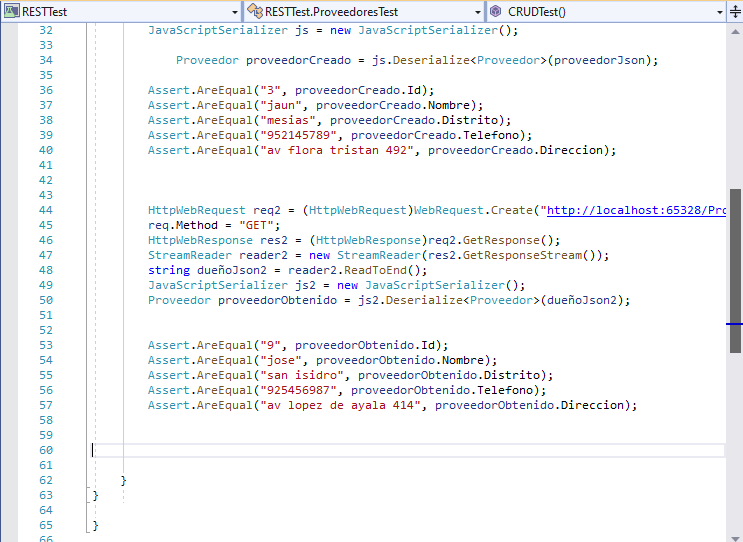 RESTTest RESTTest.ProveedoresTest CRUDTest()
32 JavaScriptSerializer js = new JavaScriptSerializer();
33
34 Proveedor proveedorCreado = js.Deserialize<Proveedor>(proveedorJson);
35
36 Assert.AreEqual("3", proveedorCreado.Id);
37 Assert.AreEqual("jaun", proveedorCreado.Nombre);
38 Assert.AreEqual("mesias", proveedorCreado.Distrito);
39 Assert.AreEqual("952145789", proveedorCreado.Telefono);
40 Assert.AreEqual("av flora tristan 492", proveedorCreado.Direccion);
41
42
43
44 HttpWebRequest req2 = (HttpWebRequest)WebRequest.Create("http://localhost:65328/Pro
45 req.Method = "GET";
46 HttpWebResponse res2 = (HttpWebResponse)req2.GetResponse();
47 StreamReader reader2 = new StreamReader(res2.GetResponseStream());
48 string dueñoJson2 = reader2.ReadToEnd();
49 JavaScriptSerializer js2 = new JavaScriptSerializer();
50 Proveedor proveedorObtenido = js2.Deserialize<Proveedor>(dueñoJson2);
51
52
53 Assert.AreEqual("9", proveedorObtenido.Id);
54 Assert.AreEqual("jose", proveedorObtenido.Nombre);
55 Assert.AreEqual("san isidro", proveedorObtenido.Distrito);
56 Assert.AreEqual("925456987", proveedorObtenido.Telefono);
57 Assert.AreEqual("av lopez de ayala 414", proveedorObtenido.Direccion);
58
59
60
61
62 }
63 }
64
65 }
66